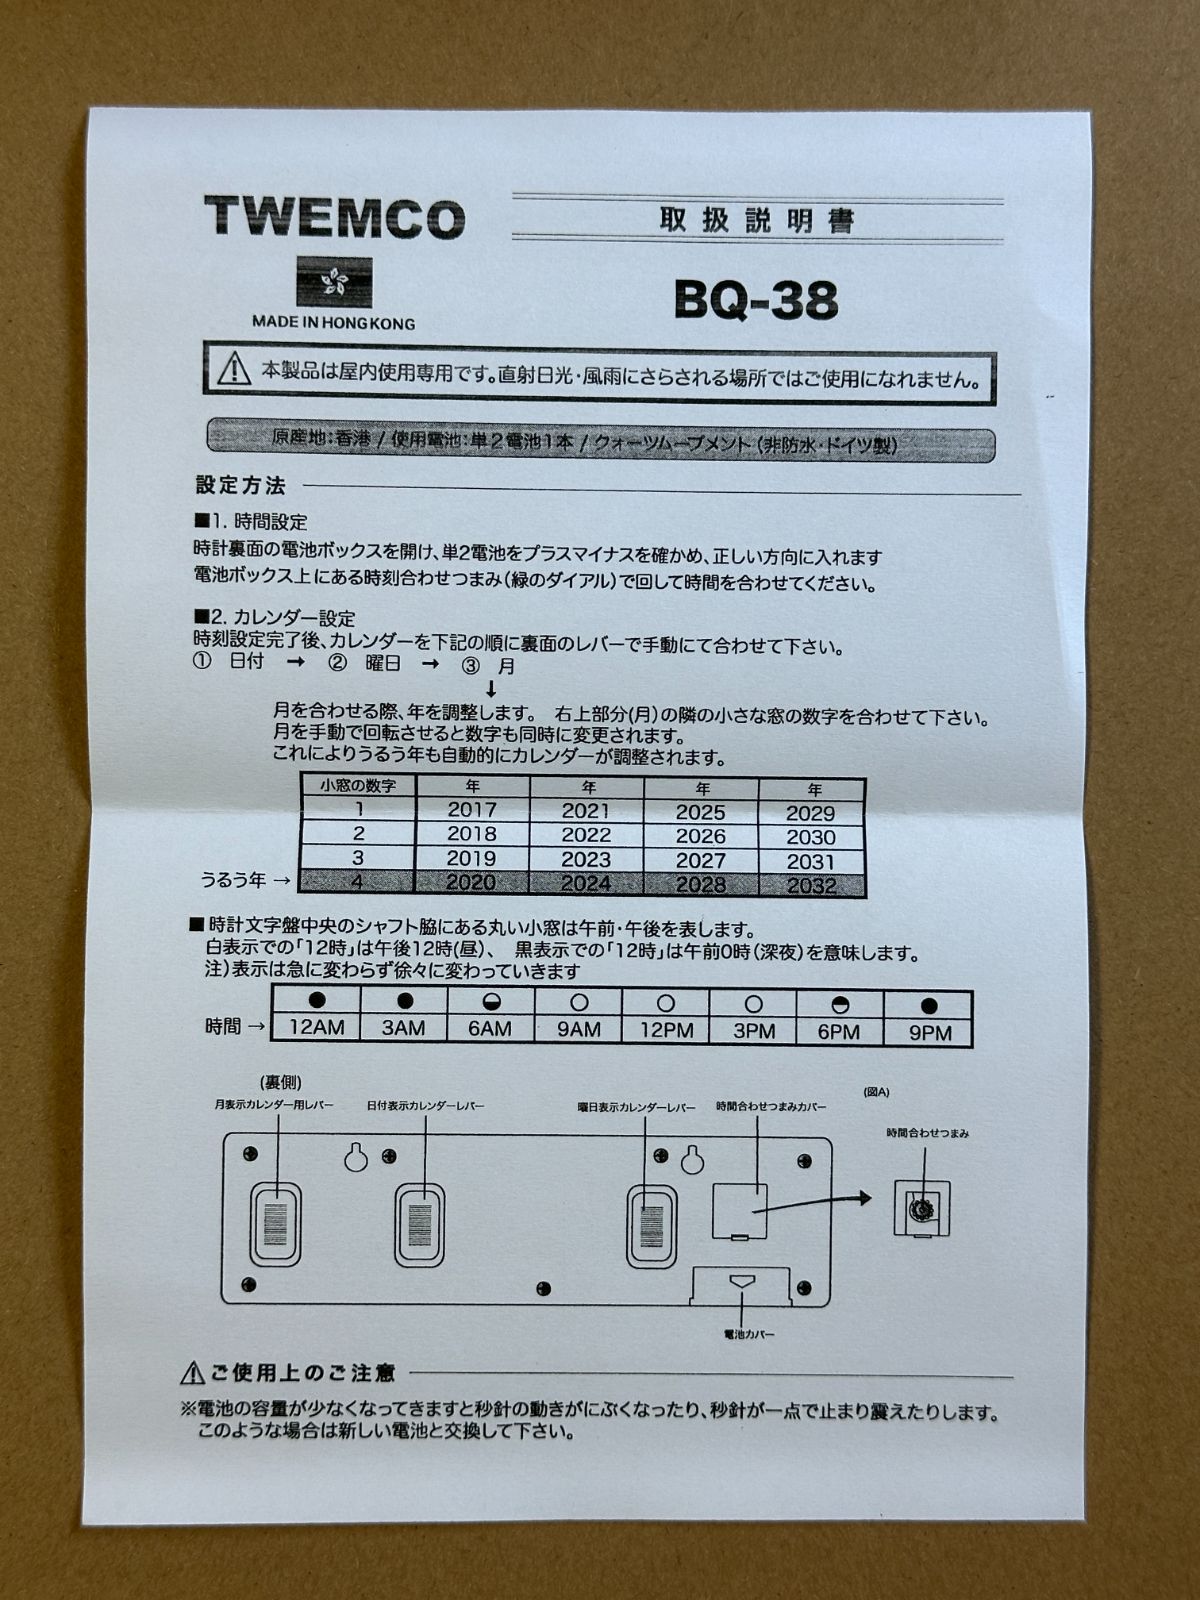 TWEMCO
取扱説明書
MADE IN HONG KONG
BQ-38
本製品は屋内使用専用です。直射日光・風雨にさらされる場所ではご使用になれません。
原産地:香港 / 使用電池:単2電池1本 / クォーツムーブメント(非防水・ドイツ製)
設定方法
■1. 時間設定
時計裏面の電池ボックスを開け、単2電池をプラスマイナスを確かめ、正しい方向に入れます
電池ボックス上にある時刻合わせつまみ(緑のダイアル)で回して時間を合わせてください。
■2. カレンダー設定
時刻設定完了後、カレンダーを下記の順に裏面のレバーで手動にて合わせて下さい。
① 日付 → ② 曜日 → ③ 月
↓
月を合わせる際、年を調整します。 右上部分(月)の隣の小さな窓の数字を合わせて下さい。
月を手動で回転させると数字も同時に変更されます。
これによりうるう年も自動的にカレンダーが調整されます。
小窓の数字 年 年 年 年
1 2017 2021 2025 2029
2 2018 2022 2026 2030
3 2019 2023 2027 2031
うるう年 → 4 2020 2024 2028 2032
■ 時計文字盤中央のシャフト脇にある丸い小窓は午前・午後を表します。
白表示での「12時」は午後12時(昼)、 黒表示での「12時」は午前0時(深夜)を意味します。
注)表示は急に変わらず徐々に変わっていきます
時間 → 12AM 3AM 6AM 9AM 12PM 3PM 6PM 9PM
(裏側)
(図A)
月表示カレンダー用レバー 日付表示カレンダーレバー 曜日表示カレンダーレバー 時間合わせつまみカバー
時間合わせつまみ
電池カバー
ご使用上のご注意
※電池の容量が少なくなってきますと秒針の動きがにぶくなったり、秒針が一点で止まり震えたりします。
このような場合は新しい電池と交換して下さい。